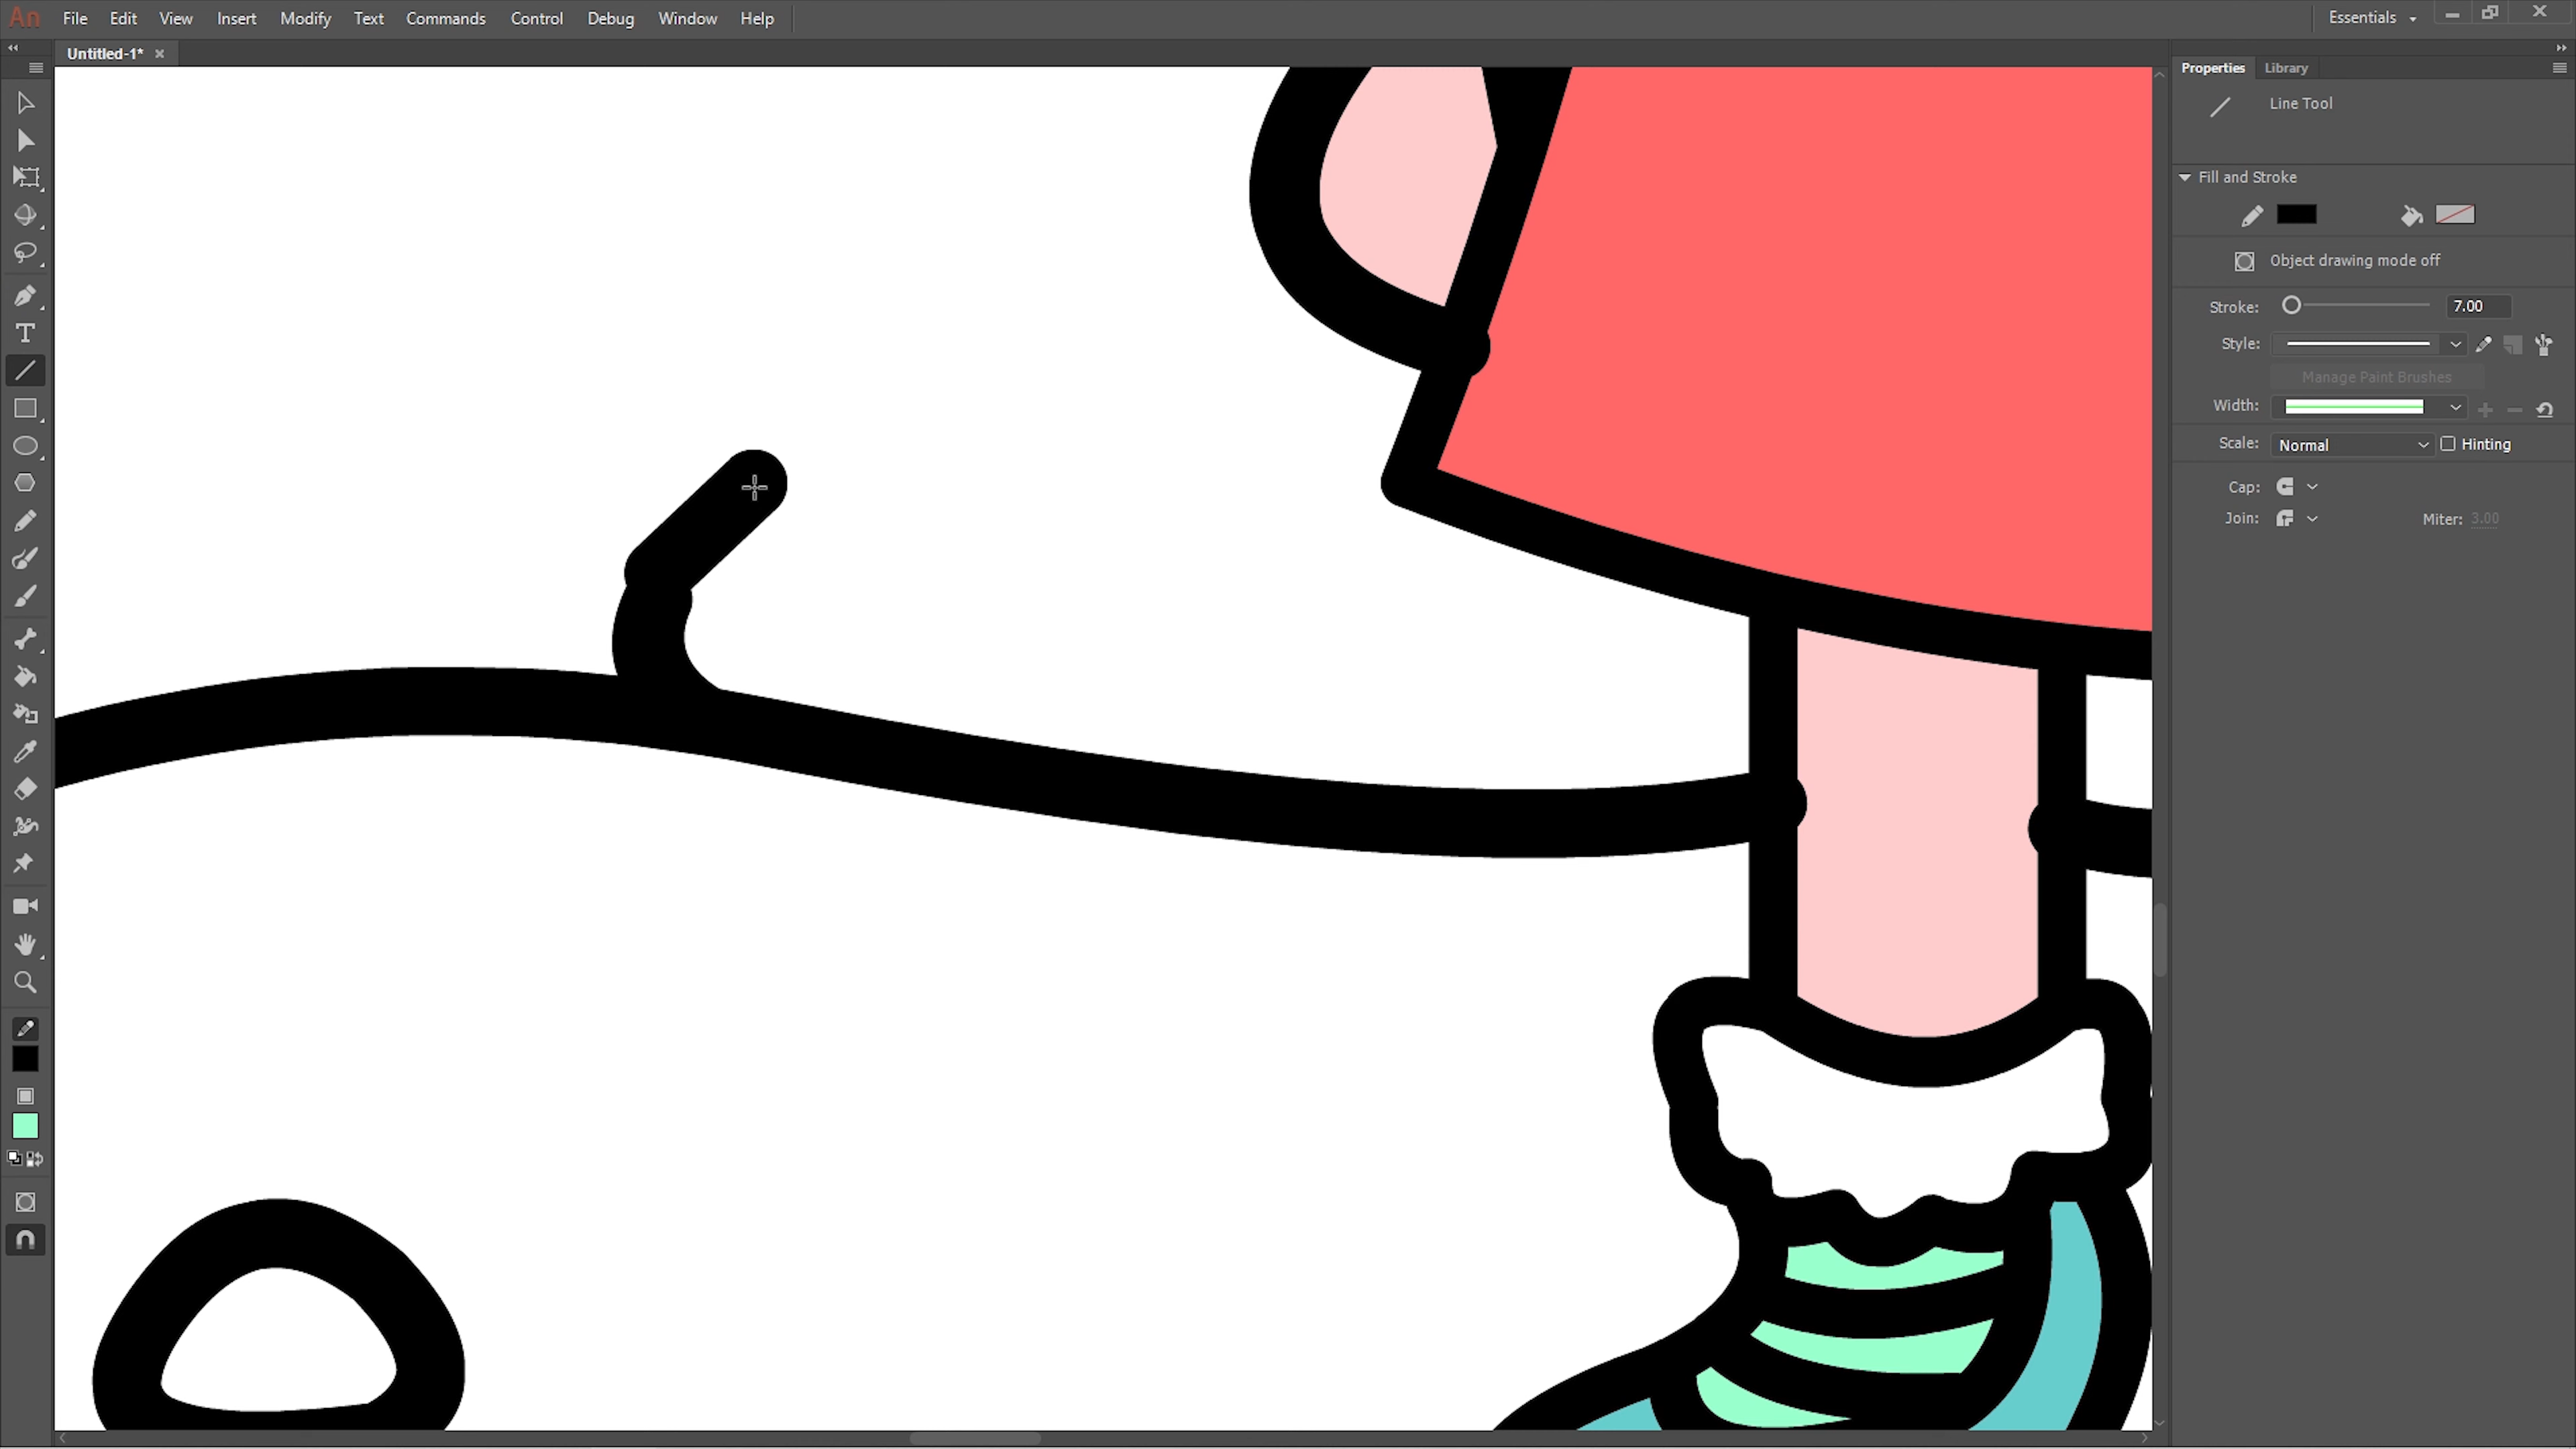 An File Edit View Insert Modify Text Commands Control Debug Window Help Essentials
Untitled-1*
Properties Library
Line Tool
Fill and Stroke
Object drawing mode off
Stroke: 7.00
Style:
Manage Paint Brushes
Width:
Scale: Normal Hinting
Cap:
Join: Miter: 3.00